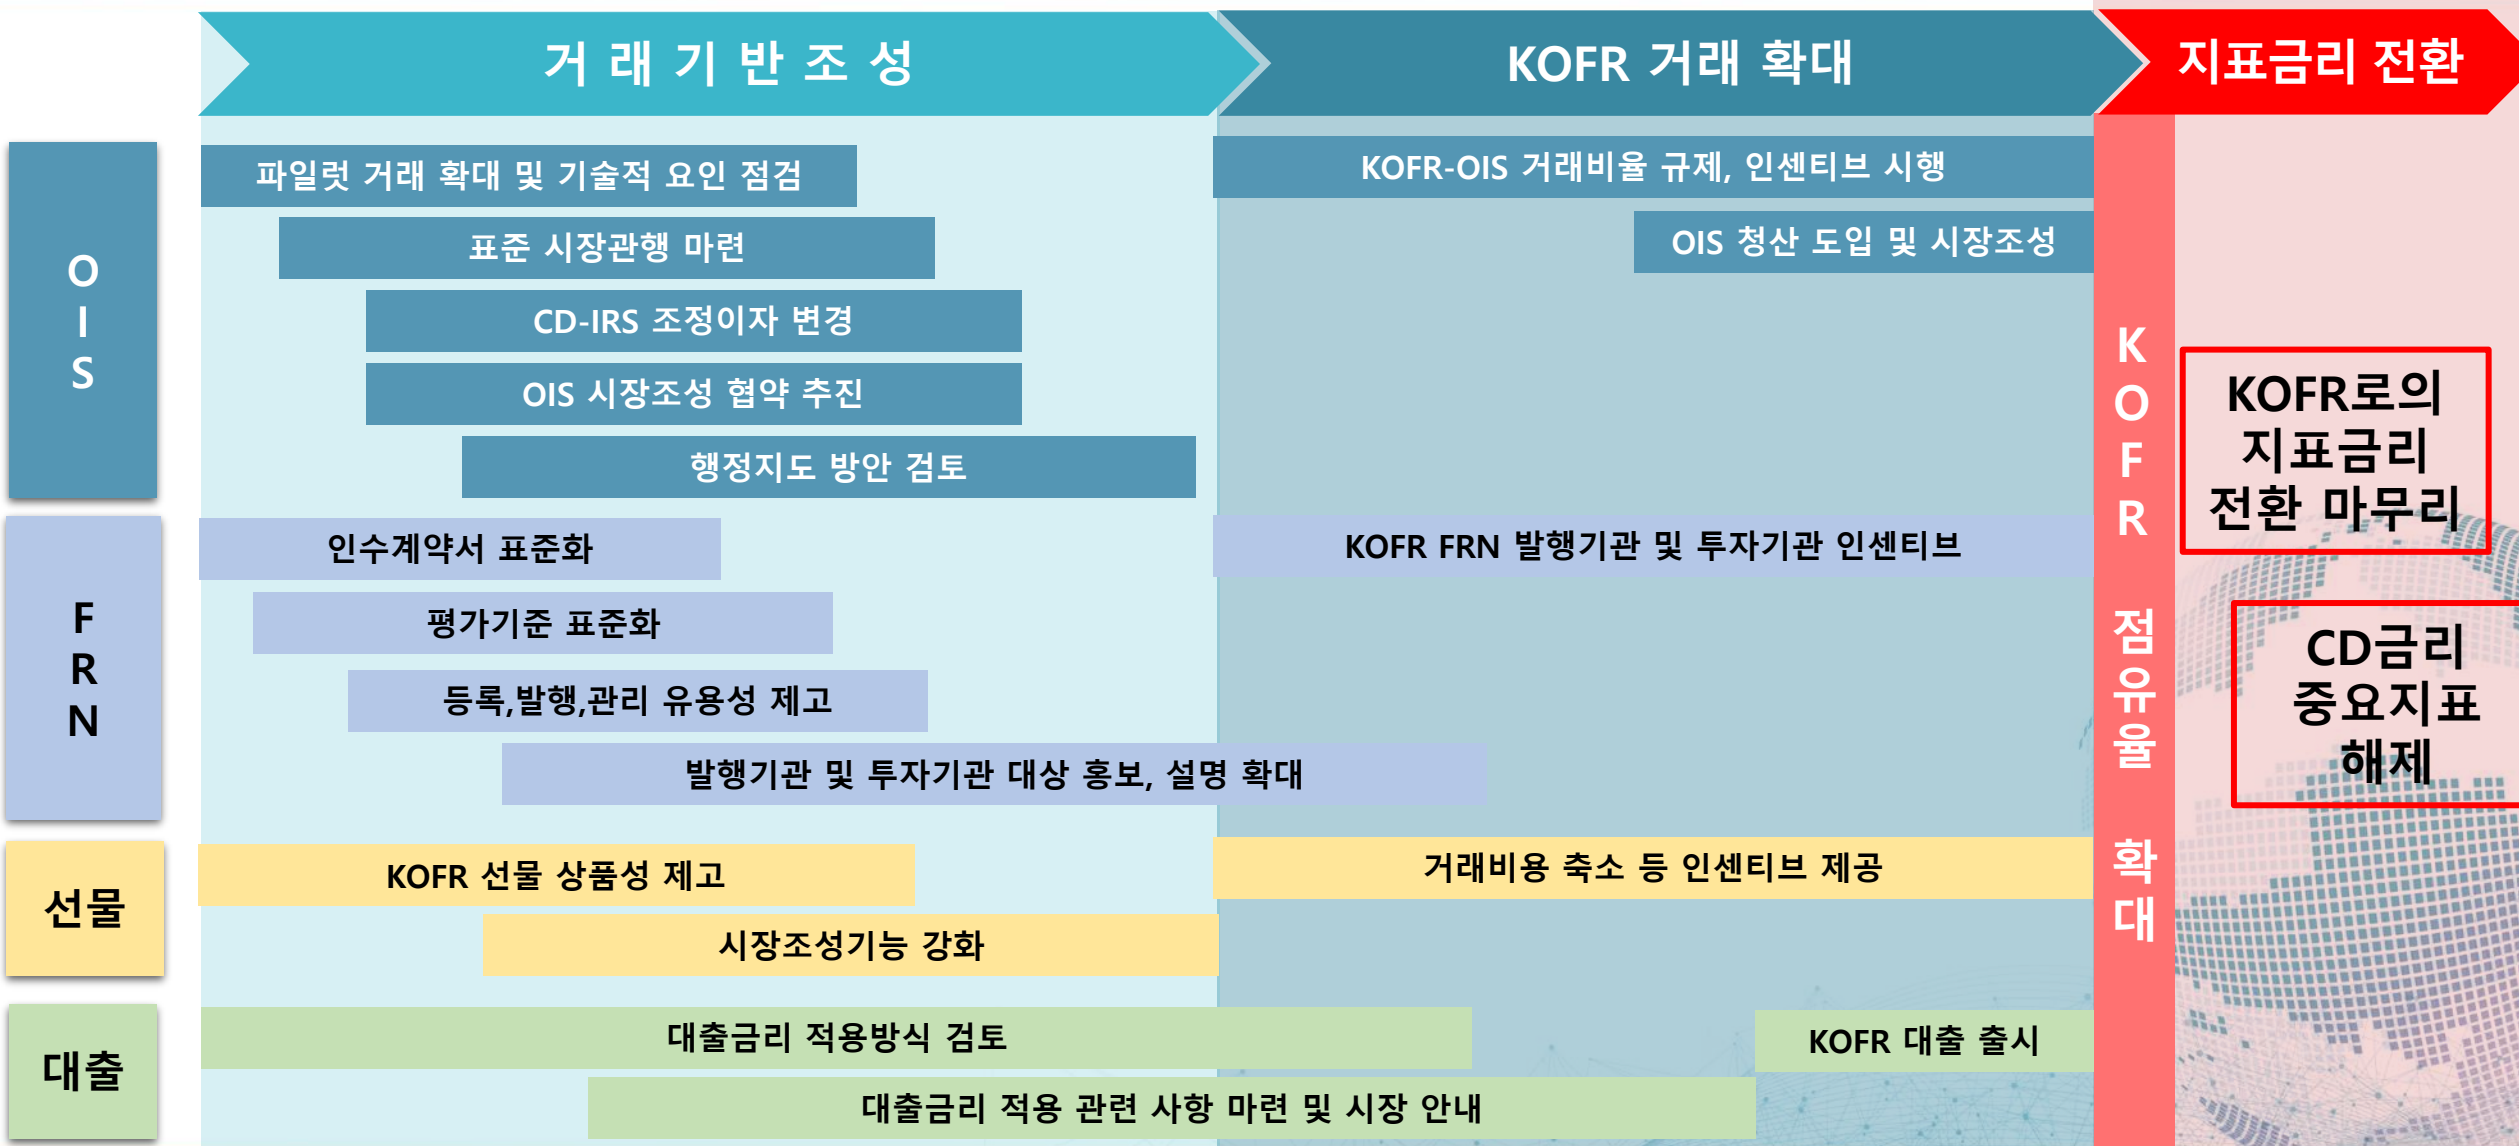 거래기반조성
KOFR 거래 확대
지표금리 전환
OIS
파일럿 거래 확대 및 기술적 요인 점검
KOFR-OIS 거래비율 규제, 인센티브 시행
표준 시장관행 마련
OIS 청산 도입 및 시장조성
CD-IRS 조정이자 변경
OIS 시장조성 협약 추진
행정지도 방안 검토
FRN
인수계약서 표준화
KOFR FRN 발행기관 및 투자기관 인센티브
평가기준 표준화
등록,발행,관리 유용성 제고
발행기관 및 투자기관 대상 홍보, 설명 확대
선물
KOFR 선물 상품성 제고
거래비용 축소 등 인센티브 제공
시장조성기능 강화
대출
대출금리 적용방식 검토
KOFR 대출 출시
대출금리 적용 관련 사항 마련 및 시장 안내
KOFR 점유율 확대
KOFR로의
지표금리
전환 마무리
CD금리
중요지표
해제